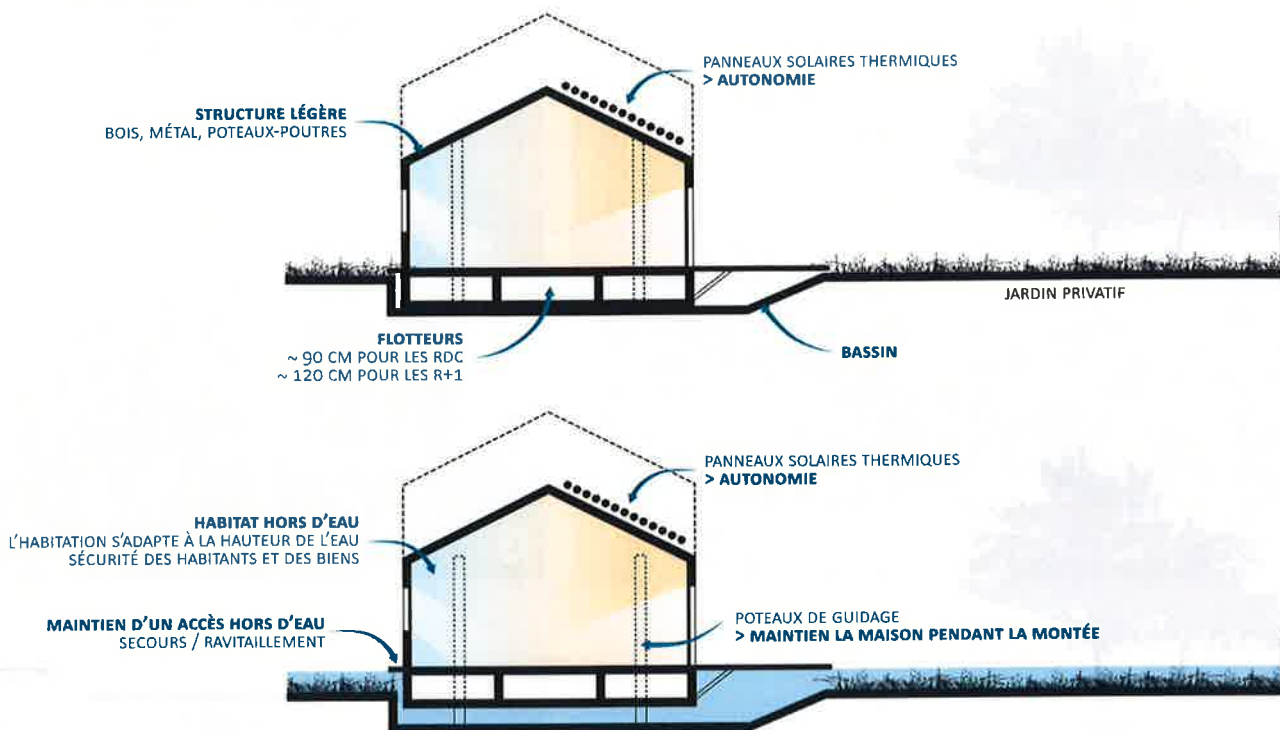 PANNEAUX SOLAIRES THERMIQUES
> AUTONOMIE
STRUCTURE LÉGÈRE
BOIS, MÉTAL, POTEAUX-POUTRES
JARDIN PRIVATIF
FLOTTEURS
~ 90 CM POUR LES RDC
~ 120 CM POUR LES R+1
BASSIN
PANNEAUX SOLAIRES THERMIQUES
> AUTONOMIE
HABITAT HORS D'EAU
L'HABITATION S'ADAPTE À LA HAUTEUR DE L'EAU
SÉCURITÉ DES HABITANTS ET DES BIENS
MAINTIEN D'UN ACCÈS HORS D'EAU
SECOURS / RAVITAILLEMENT
POTEAUX DE GUIDAGE
> MAINTIEN LA MAISON PENDANT LA MONTÉE